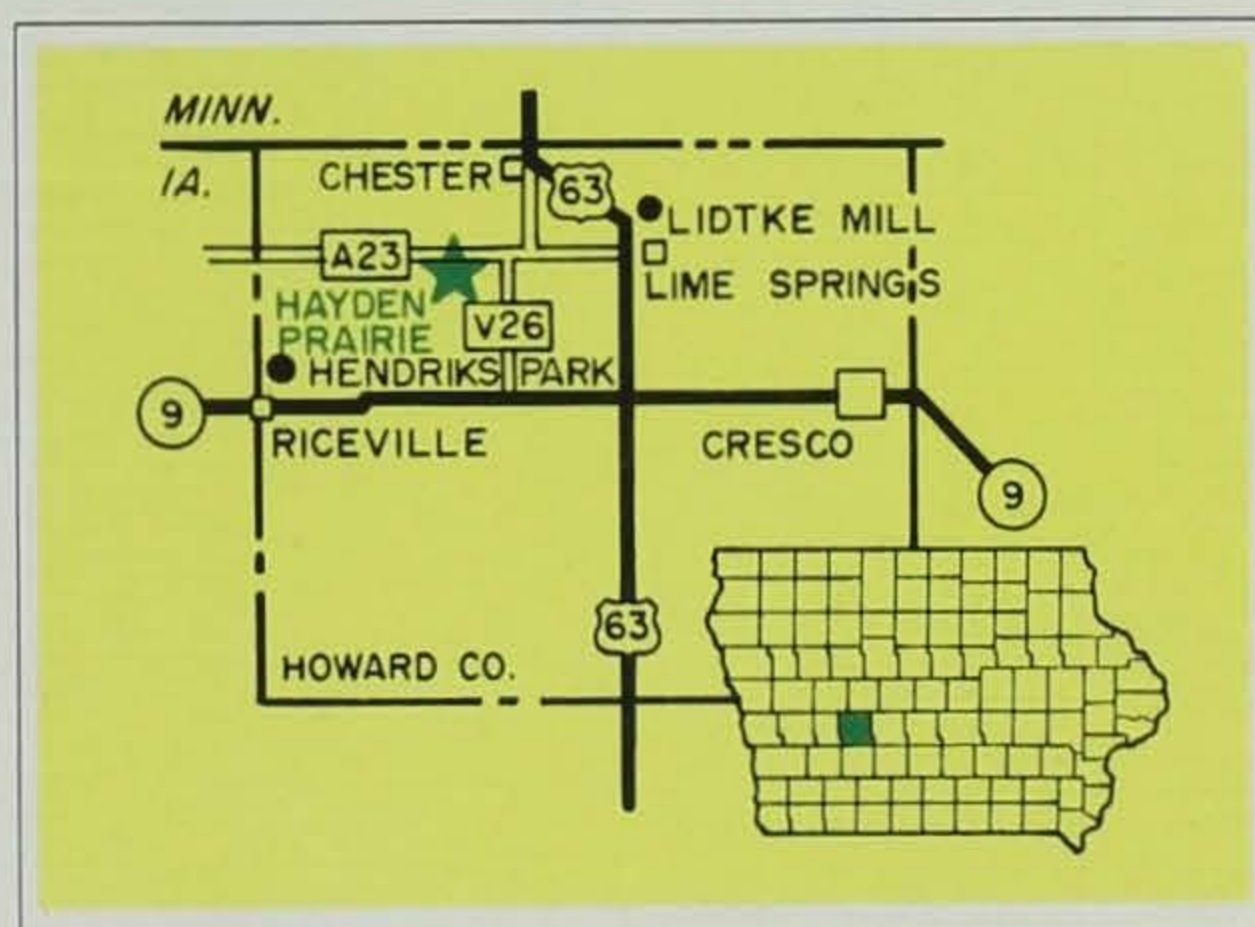 MINN.
IA.
CHESTER
63
LIDTKE MILL
A23
LIME SPRINGS
HAYDEN
PRAIRIE
V26
HENDRIKS PARK
9
RICEVILLE
CRESCO
9
63
HOWARD CO.